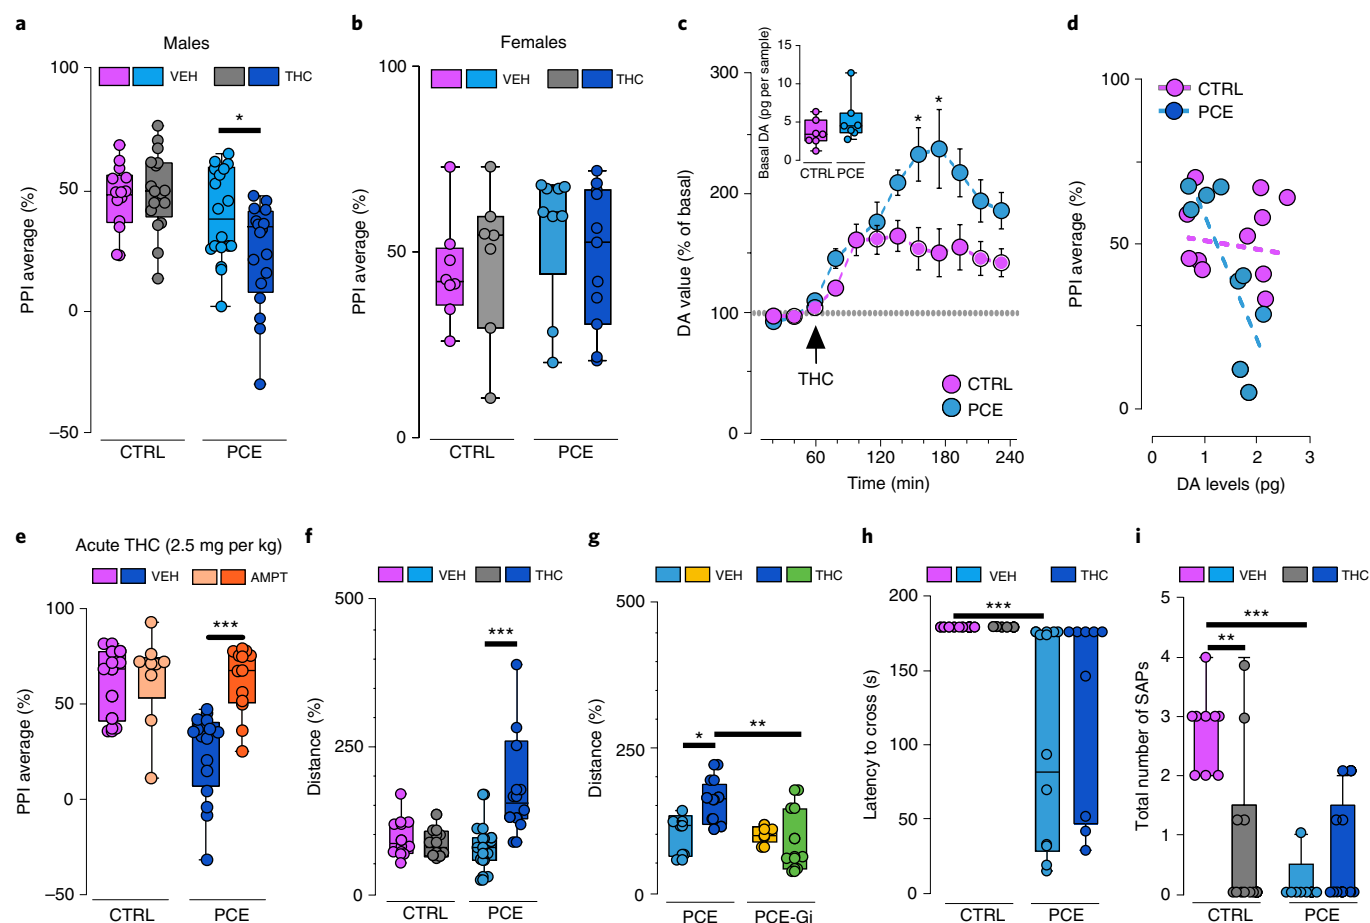 a
Males
VEH THC
PPI average (%)
100
50
0
–50
*
CTRL PCE
b
Females
VEH THC
PPI average (%)
100
50
0
CTRL PCE
c
Basal DA (pg per sample)
15
10
5
0
CTRL PCE
DA value (% of basal)
300
200
100
0
* *
THC
CTRL
PCE
60 120 180 240
Time (min)
d
PPI average (%)
100
50
0
CTRL
PCE
0 1 2 3
DA levels (pg)
e
Acute THC (2.5 mg per kg)
VEH AMPT
PPI average (%)
100
50
0
–50
***
CTRL PCE
f
VEH THC
Distance (%)
500
250
0
***
CTRL PCE
g
VEH THC
Distance (%)
500
250
0
* **
PCE PCE-Gi
h
VEH THC
Latency to cross (s)
200
150
100
50
0
***
CTRL PCE
i
VEH THC
Total number of SAPs
5
4
3
2
1
0
***
**
CTRL PCE